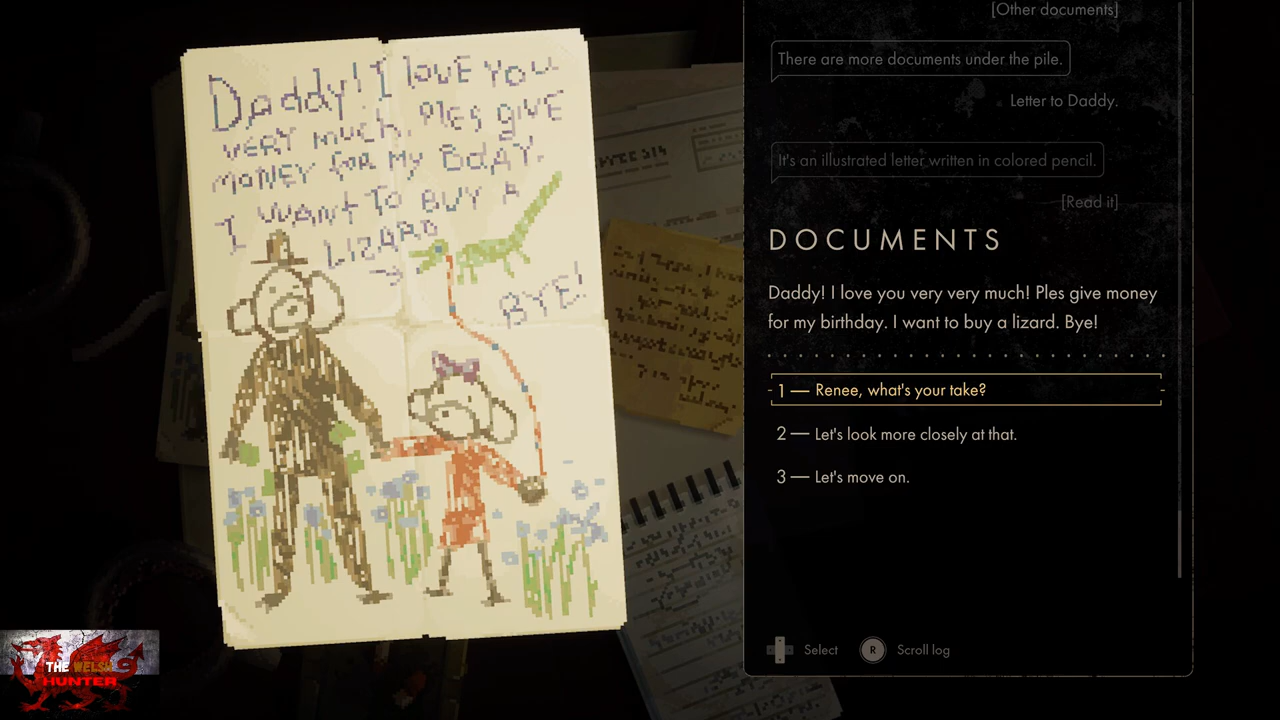 Daddy! I love you
very much. Ples give
money for my bday.
I want to buy a
lizard
BYE!
[Other documents]
There are more documents under the pile.
Letter to Daddy.
It's an illustrated letter written in colored pencil.
[Read it]
DOCUMENTS
Daddy! I love you very very much! Ples give money
for my birthday. I want to buy a lizard. Bye!
1 — Renee, what's your take?
2 — Let's look more closely at that.
3 — Let's move on.
Select
R
Scroll log
THE WELSH
HUNTER